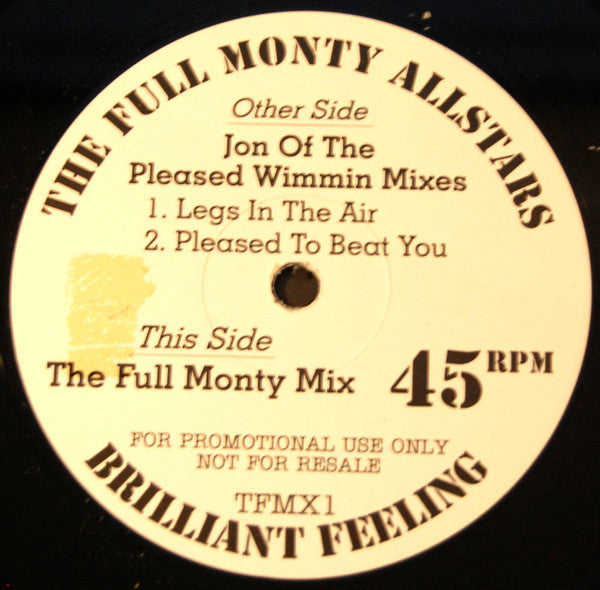 THE FULL MONTY ALLSTARS
Other Side
Jon Of The
Pleased Wimmin Mixes
1. Legs In The Air
2. Pleased To Beat You
This Side
The Full Monty Mix
45 RPM
FOR PROMOTIONAL USE ONLY
NOT FOR RESALE
TFMX1
BRILLIANT FEELING